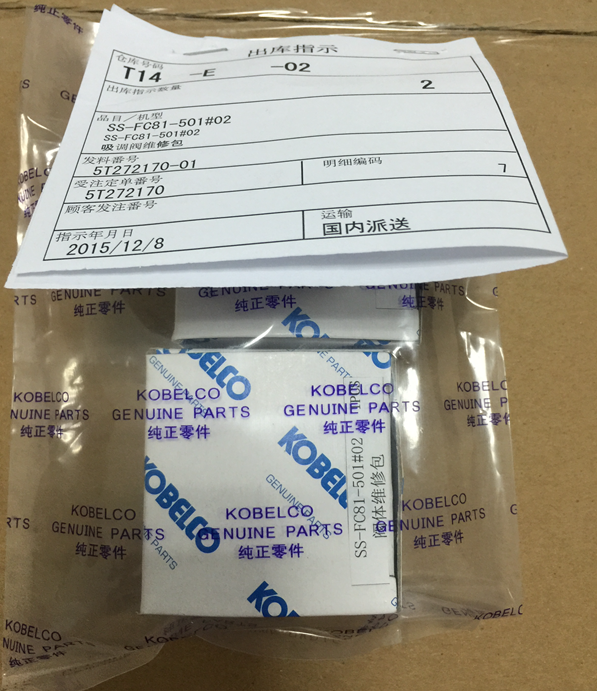 出库指示
仓库号码
T14 -E -02
出库指示数量
2
品目/机型
SS-FC81-501#02
SS-FC81-501#02
吸调阀维修包
发料番号
5T272170-01
明细编码
7
受注定单番号
5T272170
顾客发注番号
指示年月日
2015/12/8
运输
国内派送
GENUINE PARTS
纯正零件
KOBELCO
GENUINE PARTS
KOBELCO
GENUINE PARTS
纯正零件
KOBELCO
GENUINE PARTS
纯正零件
KOBELCO
GENUINE PARTS
纯正零件
KOBELCO
GENUINE PARTS
KOBELCO
GENUINE PARTS
SS-FC81-501#02
阀体维修包
KOBELCO
GENUINE PARTS
纯正零件
KOBELCO
GENUINE PARTS
纯正零件
KOBELCO
纯正零件